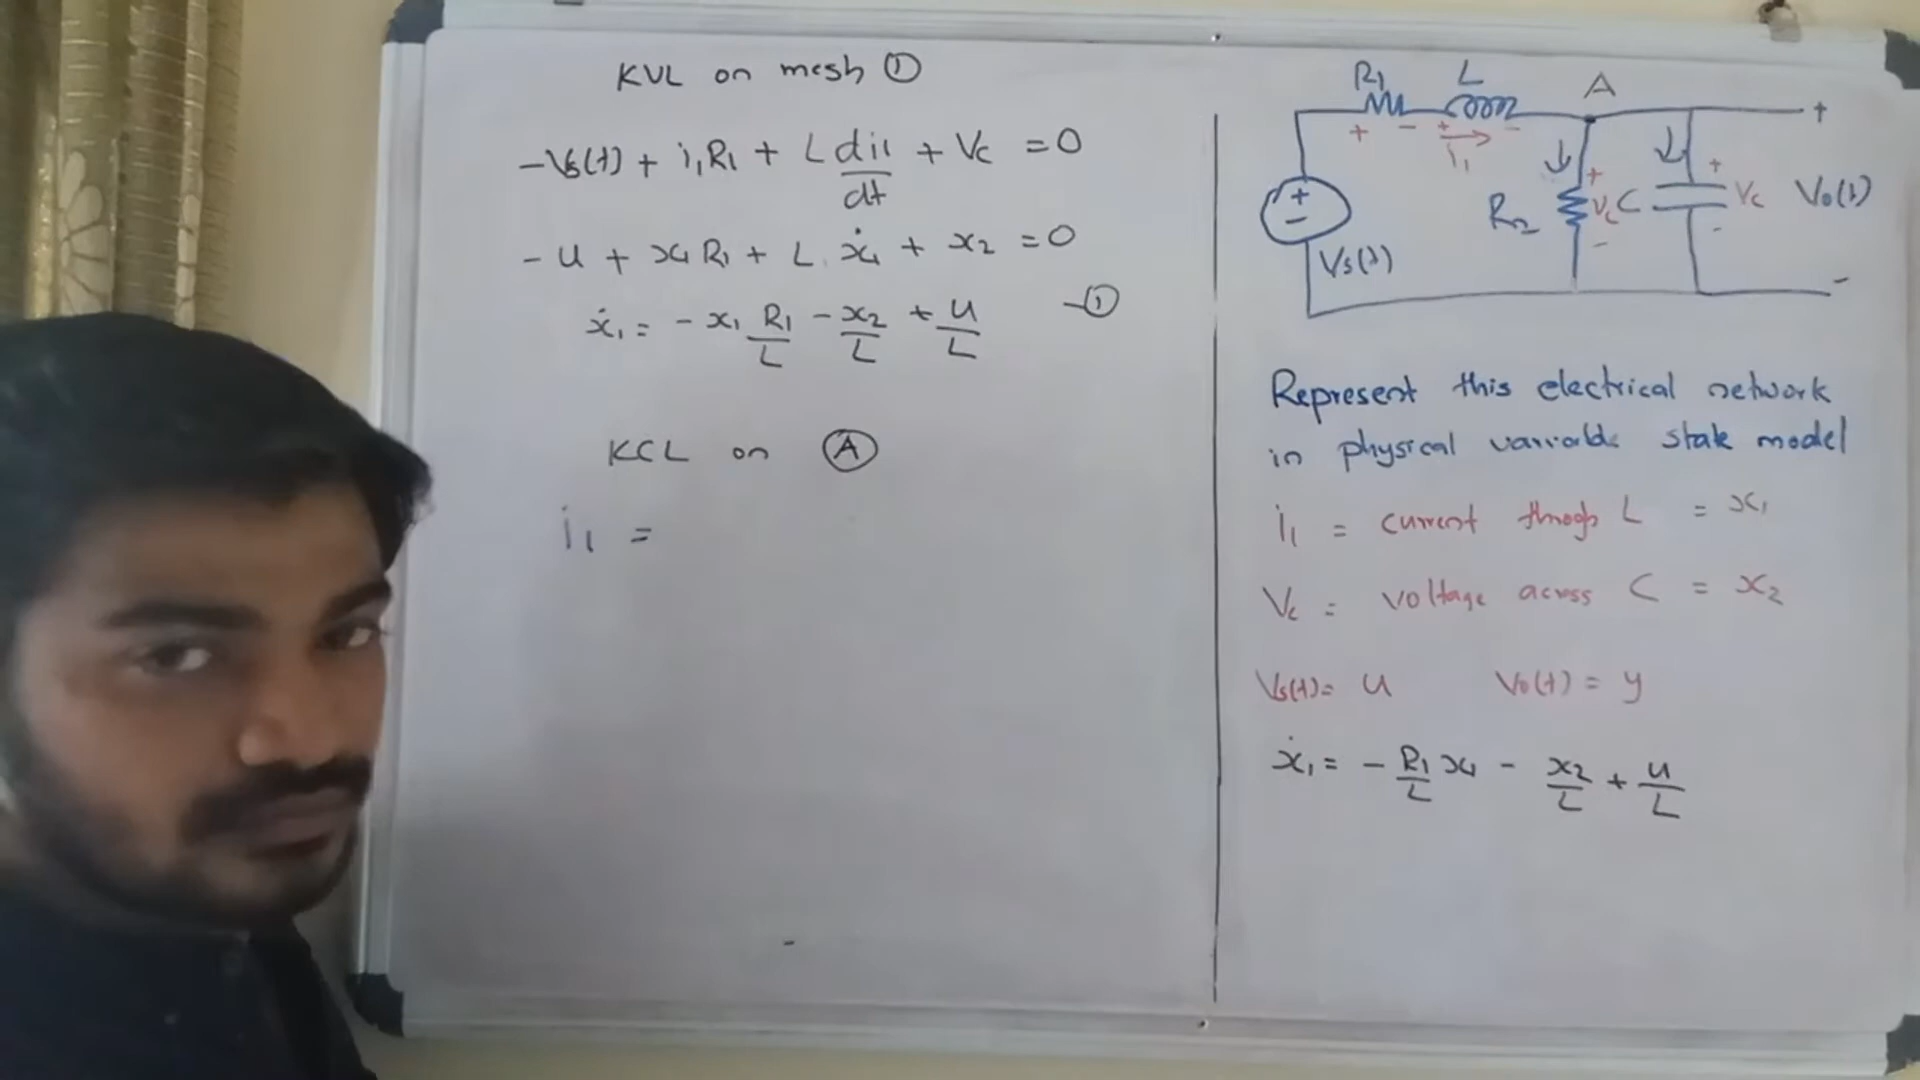 KVL on mesh ①
-Vs(t) + i₁R₁ + L di₁/dt + Vc = 0
- u + x₁R₁ + L. ẋ₁ + x₂ = 0
ẋ₁ = - x₁ R₁/L - x₂/L + u/L -①
KCL on Ⓐ
i₁ =
R₁ L A
+ - + - +
i₁
+ +
+ - R₂ Vc C Vc Vo(t)
- -
Vs(t) -
Represent this electrical network
in physical variable state model
i₁ = current through L = x₁
Vc = voltage across C = x₂
Vs(t)= u Vo(t) = y
ẋ₁ = - R₁/L x₁ - x₂/L + u/L